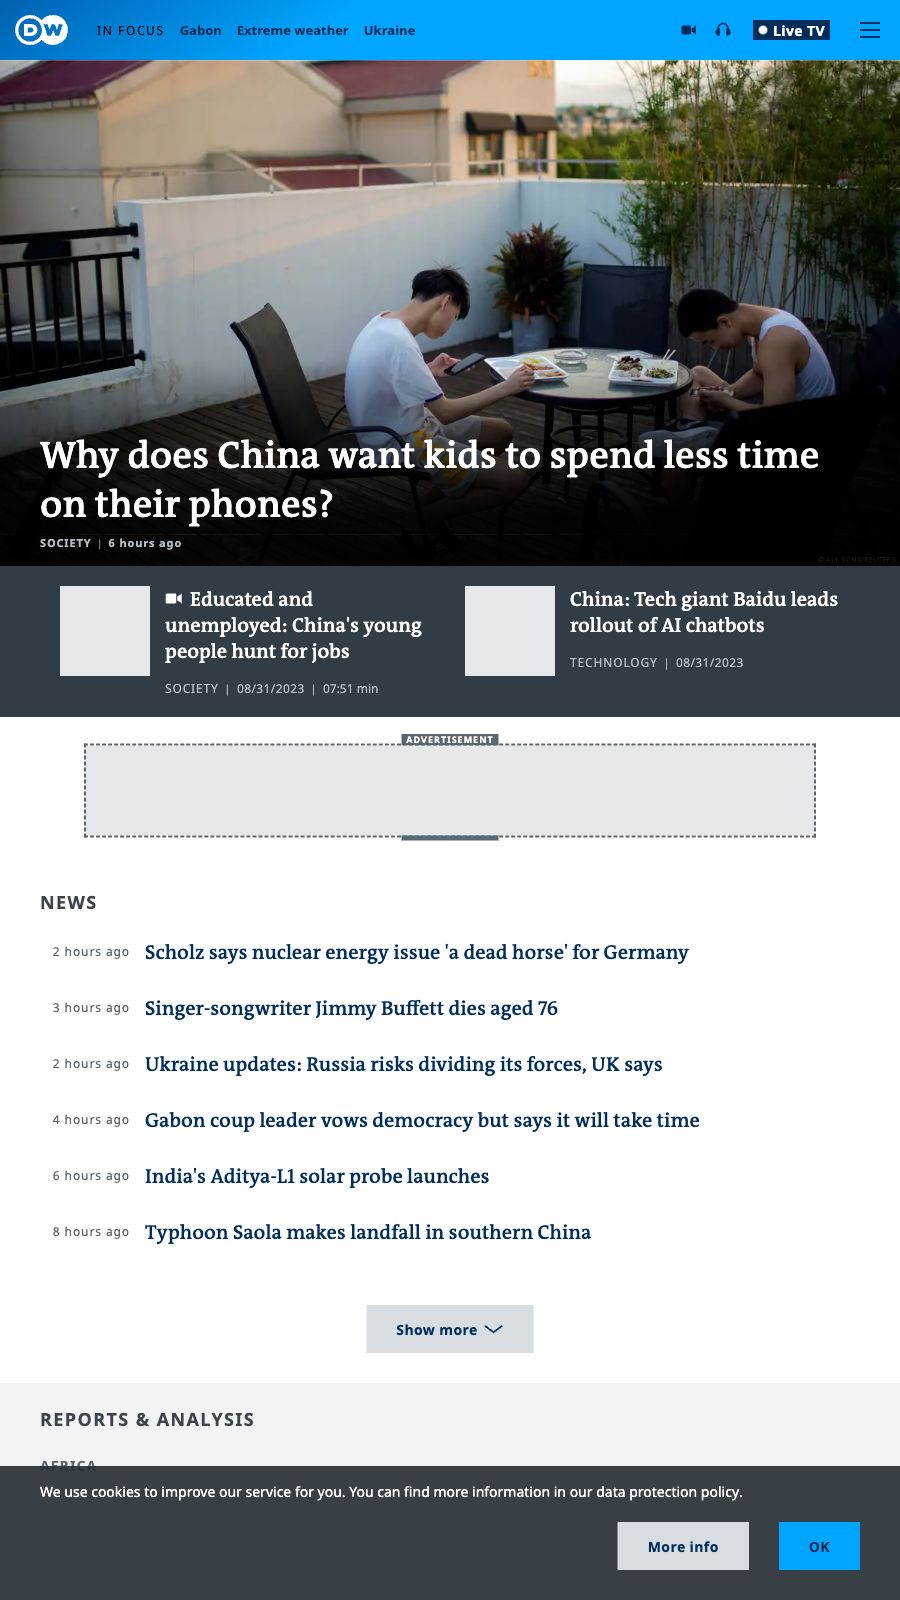 DW
IN FOCUS Gabon Extreme weather Ukraine
Live TV
Why does China want kids to spend less time
on their phones?
SOCIETY | 6 hours ago
© ALY SONG/REUTERS
Educated and
unemployed: China's young
people hunt for jobs
SOCIETY | 08/31/2023 | 07:51 min
China: Tech giant Baidu leads
rollout of AI chatbots
TECHNOLOGY | 08/31/2023
ADVERTISEMENT
NEWS
2 hours ago Scholz says nuclear energy issue 'a dead horse' for Germany
3 hours ago Singer-songwriter Jimmy Buffett dies aged 76
2 hours ago Ukraine updates: Russia risks dividing its forces, UK says
4 hours ago Gabon coup leader vows democracy but says it will take time
6 hours ago India's Aditya-L1 solar probe launches
8 hours ago Typhoon Saola makes landfall in southern China
Show more
REPORTS & ANALYSIS
AFRICA
We use cookies to improve our service for you. You can find more information in our data protection policy.
More info OK